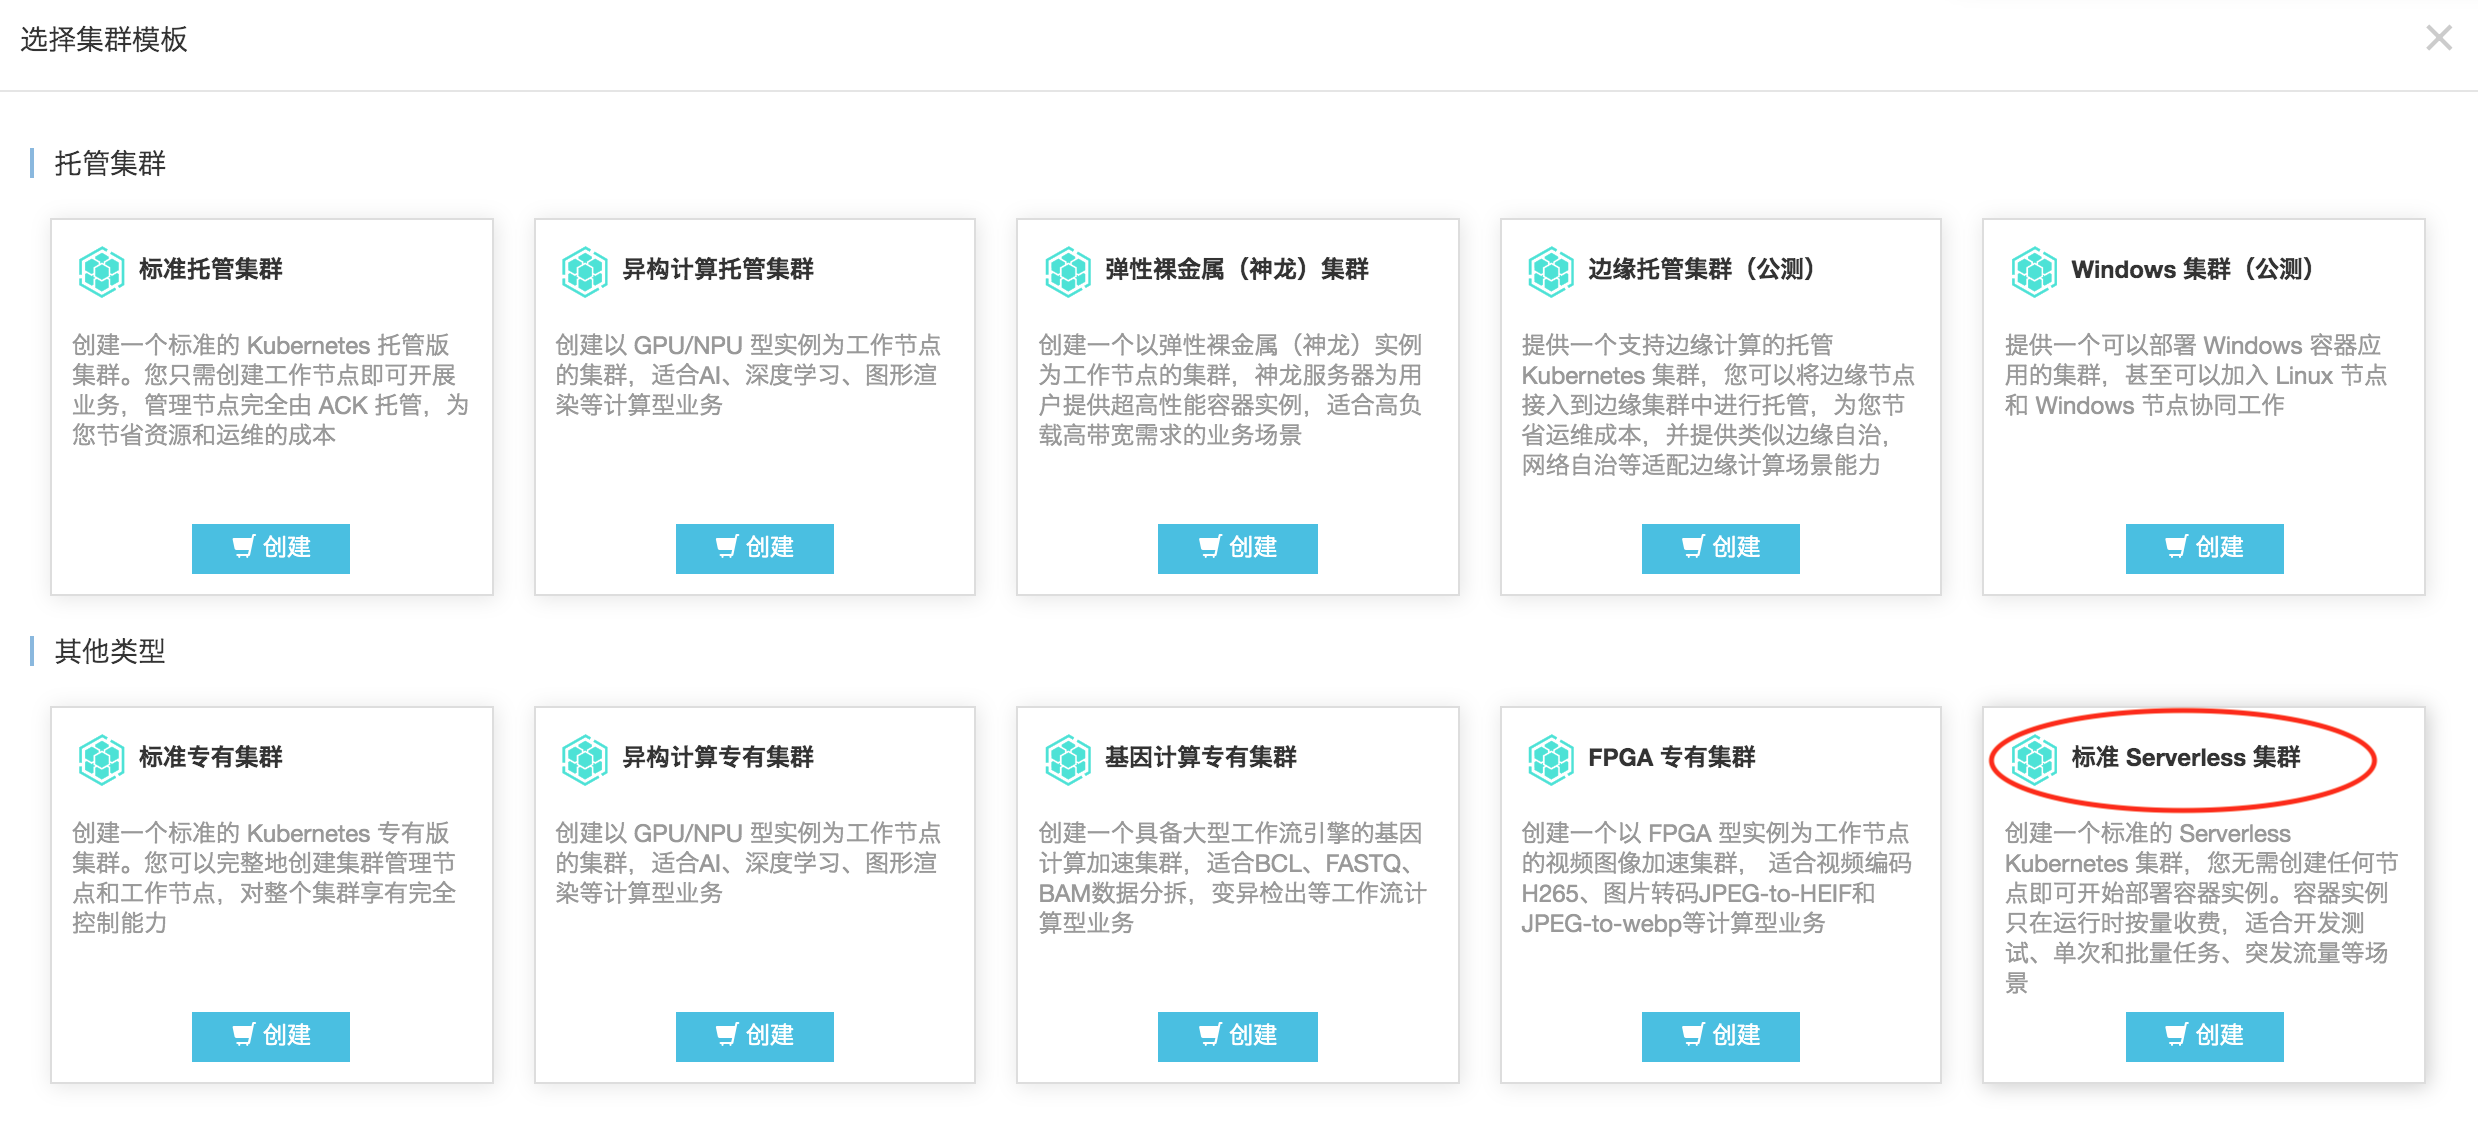 选择集群模板
托管集群
标准托管集群
创建一个标准的 Kubernetes 托管版
集群。您只需创建工作节点即可开展
业务，管理节点完全由 ACK 托管，为
您节省资源和运维的成本
创建
异构计算托管集群
创建以 GPU/NPU 型实例为工作节点
的集群，适合AI、深度学习、图形渲
染等计算型业务
创建
弹性裸金属（神龙）集群
创建一个以弹性裸金属（神龙）实例
为工作节点的集群，神龙服务器为用
户提供超高性能容器实例，适合高负
载高带宽需求的业务场景
创建
边缘托管集群（公测）
提供一个支持边缘计算的托管
Kubernetes 集群，您可以将边缘节点
接入到边缘集群中进行托管，为您节
省运维成本，并提供类似边缘自治，
网络自治等适配边缘计算场景能力
创建
Windows 集群（公测）
提供一个可以部署 Windows 容器应
用的集群，甚至可以加入 Linux 节点
和 Windows 节点协同工作
创建
其他类型
标准专有集群
创建一个标准的 Kubernetes 专有版
集群。您可以完整地创建集群管理节
点和工作节点，对整个集群享有完全
控制能力
创建
异构计算专有集群
创建以 GPU/NPU 型实例为工作节点
的集群，适合AI、深度学习、图形渲
染等计算型业务
创建
基因计算专有集群
创建一个具备大型工作流引擎的基因
计算加速集群，适合BCL、FASTQ、
BAM数据分拆，变异检出等工作流计
算型业务
创建
FPGA 专有集群
创建一个以 FPGA 型实例为工作节点
的视频图像加速集群， 适合视频编码
H265、图片转码JPEG-to-HEIF和
JPEG-to-webp等计算型业务
创建
标准 Serverless 集群
创建一个标准的 Serverless
Kubernetes 集群，您无需创建任何节
点即可开始部署容器实例。容器实例
只在运行时按量收费，适合开发测
试、单次和批量任务、突发流量等场
景
创建